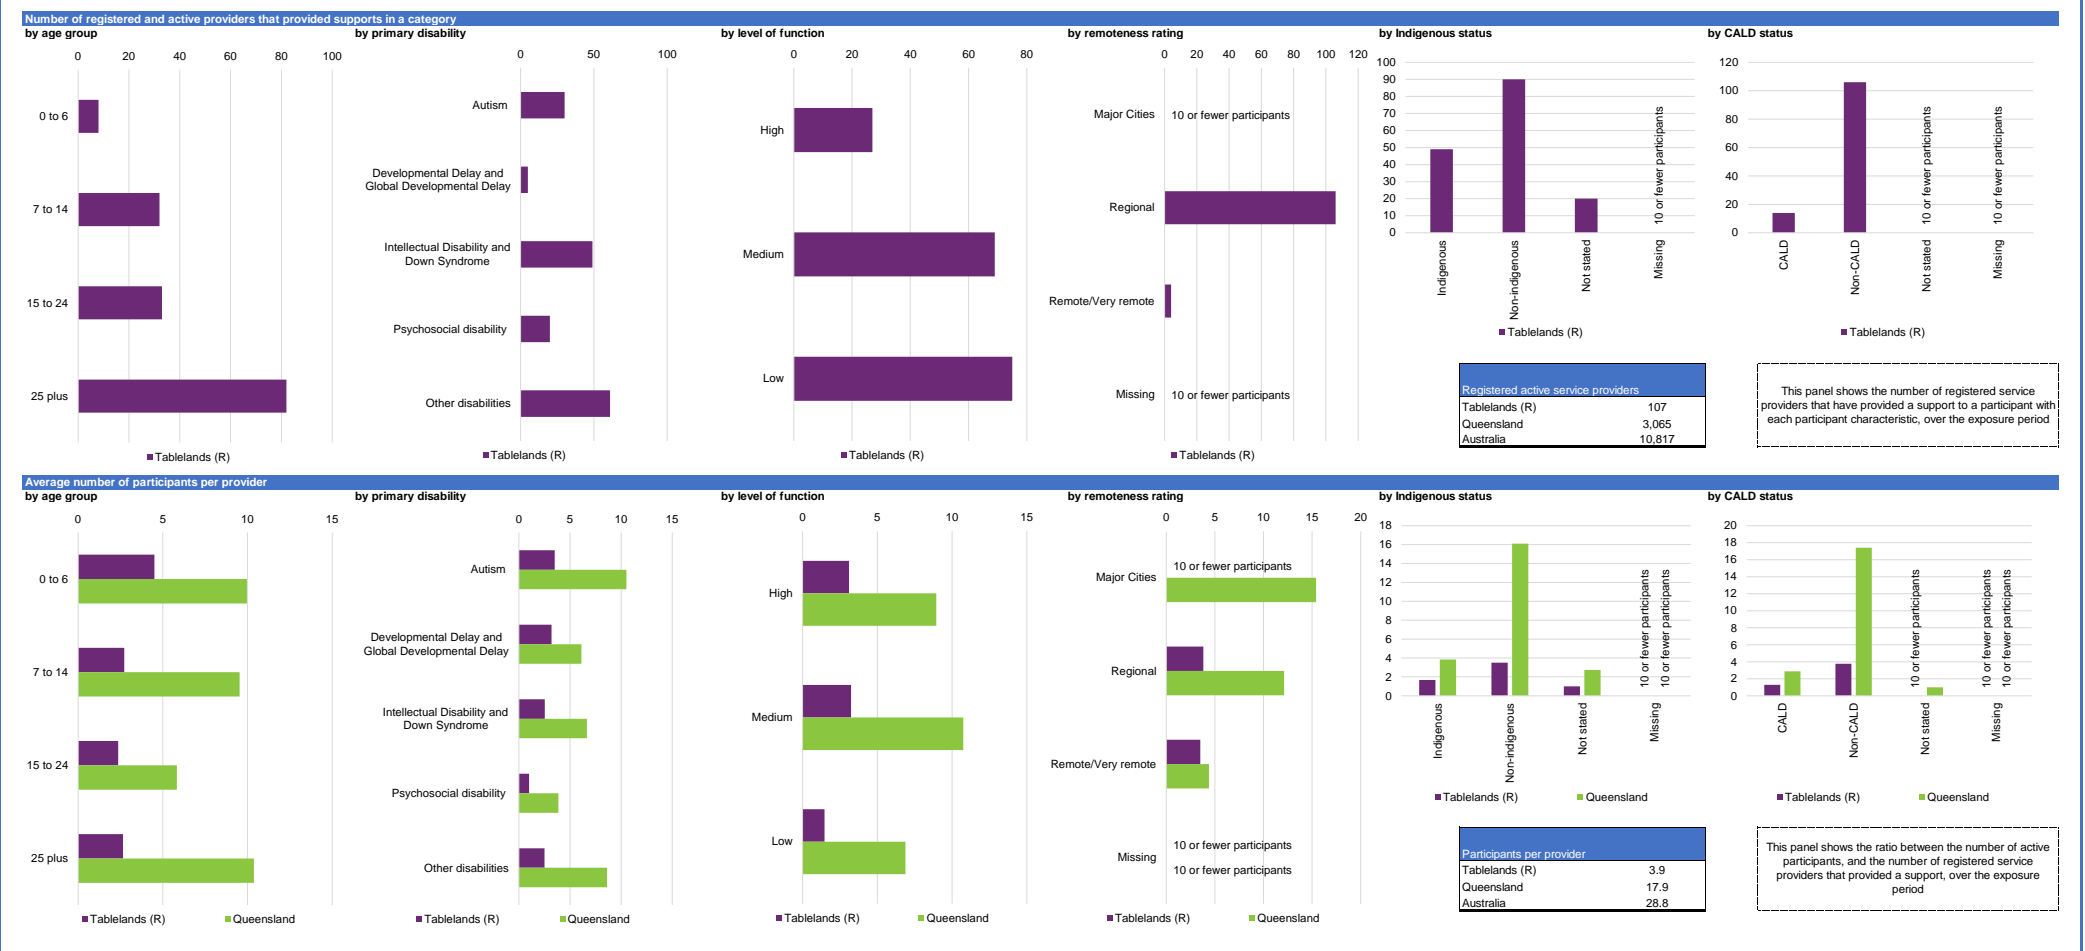 Number of registered and active providers that provided supports in a category
by age group
0 20 40 60 80 100
0 to 6
7 to 14
15 to 24
25 plus
Tablelands (R)
by primary disability
0 50 100
Autism
Developmental Delay and
Global Developmental Delay
Intellectual Disability and
Down Syndrome
Psychosocial disability
Other disabilities
Tablelands (R)
by level of function
0 20 40 60 80
High
Medium
Low
Tablelands (R)
by remoteness rating
0 20 40 60 80 100 120
Major Cities 10 or fewer participants
Regional
Remote/Very remote
Missing 10 or fewer participants
Tablelands (R)
by Indigenous status
100
90
80
70
60
50
40
30
20
10
0
10 or fewer participants
Indigenous
Non-indigenous
Not stated
Missing
Tablelands (R)
by CALD status
120
100
80
60
40
20
0
10 or fewer participants
10 or fewer participants
CALD
Non-CALD
Not stated
Missing
Tablelands (R)
Registered active service providers
Tablelands (R) 107
Queensland 3,065
Australia 10,817
This panel shows the number of registered service
providers that have provided a support to a participant with
each participant characteristic, over the exposure period
Average number of participants per provider
by age group
0 5 10 15
0 to 6
7 to 14
15 to 24
25 plus
Tablelands (R) Queensland
by primary disability
0 5 10 15
Autism
Developmental Delay and
Global Developmental Delay
Intellectual Disability and
Down Syndrome
Psychosocial disability
Other disabilities
Tablelands (R) Queensland
by level of function
0 5 10 15
High
Medium
Low
Tablelands (R) Queensland
by remoteness rating
0 5 10 15 20
10 or fewer participants
Major Cities
Regional
Remote/Very remote
10 or fewer participants
Missing
10 or fewer participants
Tablelands (R) Queensland
by Indigenous status
18
16
14
12
10
8
6
4
2
0
10 or fewer participants
10 or fewer participants
Indigenous
Non-indigenous
Not stated
Missing
Tablelands (R) Queensland
by CALD status
20
18
16
14
12
10
8
6
4
2
0
10 or fewer participants
10 or fewer participants
10 or fewer participants
CALD
Non-CALD
Not stated
Missing
Tablelands (R) Queensland
Participants per provider
Tablelands (R) 3.9
Queensland 17.9
Australia 28.8
This panel shows the ratio between the number of active
participants, and the number of registered service
providers that provided a support, over the exposure
period